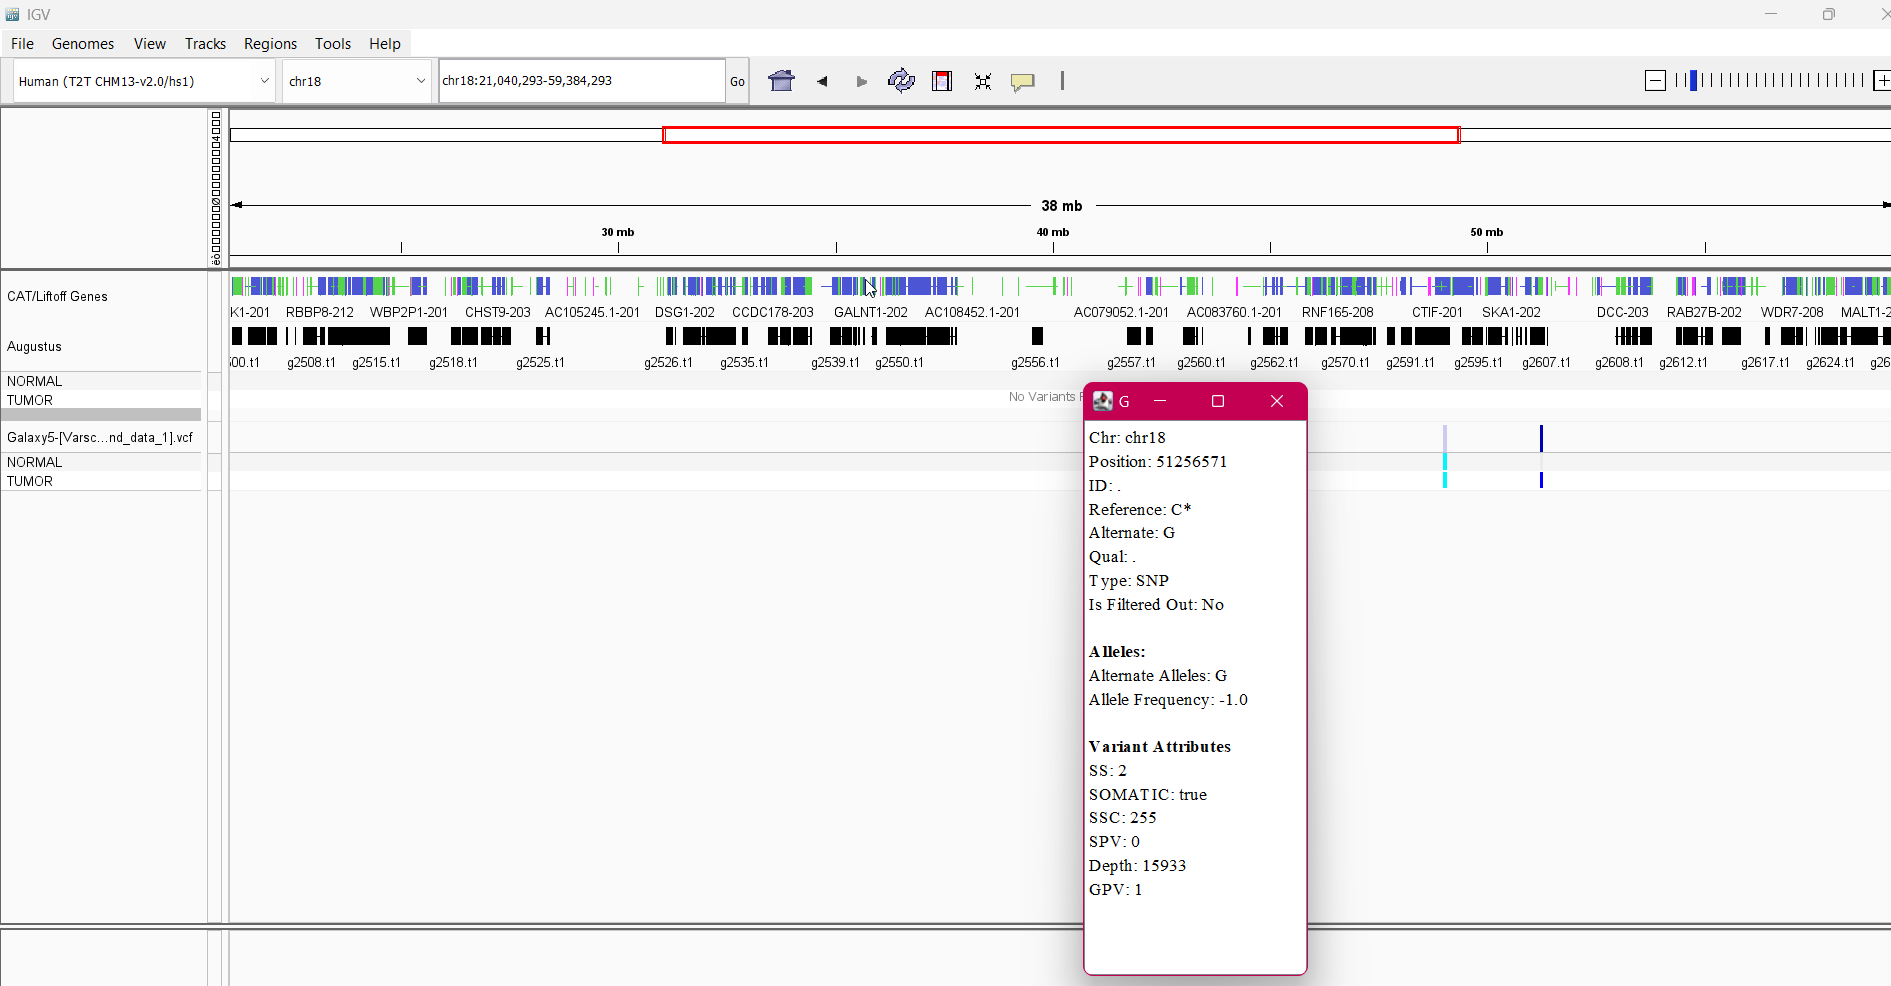 IGV
File Genomes View Tracks Regions Tools Help
Human (T2T CHM13-v2.0/hs1) chr18 chr18:21,040,293-59,384,293 Go
38 mb
30 mb 40 mb 50 mb
CAT/Liftoff Genes
K1-201 RBBP8-212 WBP2P1-201 CHST9-203 AC105245.1-201 DSG1-202 CCDC178-203 GALNT1-202 AC108452.1-201 AC079052.1-201 AC083760.1-201 RNF165-208 CTIF-201 SKA1-202 DCC-203 RAB27B-202 WDR7-208 MALT1-2
Augustus
500.t1 g2508.t1 g2515.t1 g2518.t1 g2525.t1 g2526.t1 g2535.t1 g2539.t1 g2550.t1 g2556.t1 g2557.t1 g2560.t1 g2562.t1 g2570.t1 g2591.t1 g2595.t1 g2607.t1 g2608.t1 g2612.t1 g2617.t1 g2624.t1 g26
NORMAL
TUMOR
No Variants
Galaxy5-[Varsc...nd_data_1].vcf
NORMAL
TUMOR
G
Chr: chr18
Position: 51256571
ID: .
Reference: C*
Alternate: G
Qual: .
Type: SNP
Is Filtered Out: No
Alleles:
Alternate Alleles: G
Allele Frequency: -1.0
Variant Attributes
SS: 2
SOMATIC: true
SSC: 255
SPV: 0
Depth: 15933
GPV: 1